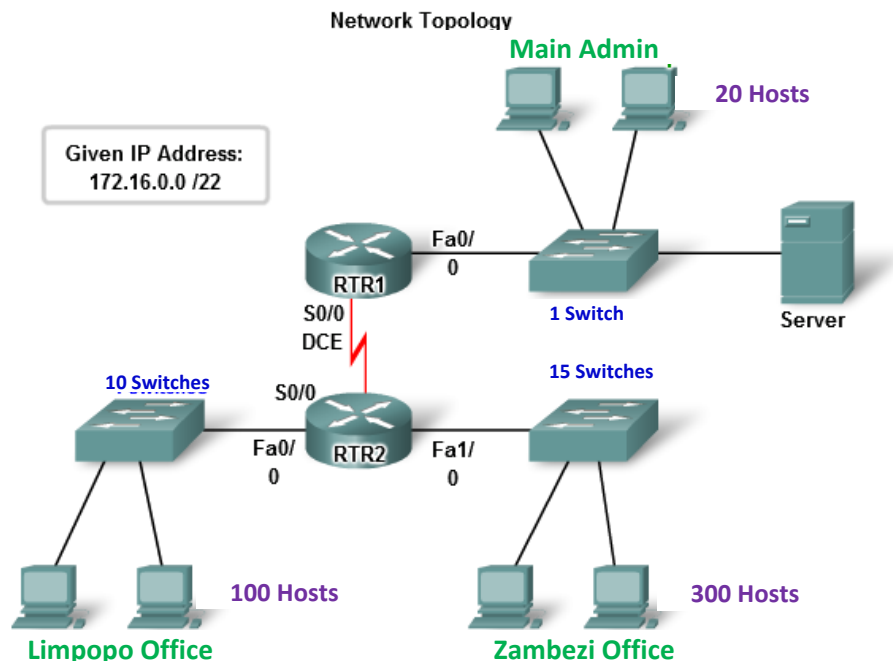 Network Topology
Main Admin
20 Hosts
Given IP Address:
172.16.0.0 /22
Fa0/
0
RTR1
S0/0
DCE
1 Switch
Server
10 Switches
15 Switches
S0/0
Fa0/
0
RTR2
Fa1/
0
100 Hosts
300 Hosts
Limpopo Office
Zambezi Office